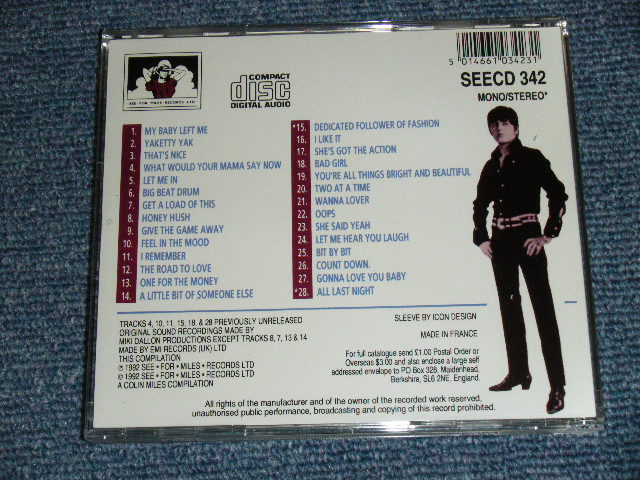 SEE FOR MILES RECORDS LTD
COMPACT
disc
DIGITAL AUDIO
5 014661 034231
SEECD 342
MONO/STEREO*
1. MY BABY LEFT ME
2. YAKETTY YAK
3. THAT'S NICE
4. WHAT WOULD YOUR MAMA SAY NOW
5. LET ME IN
6. BIG BEAT DRUM
7. GET A LOAD OF THIS
8. HONEY HUSH
9. GIVE THE GAME AWAY
10. FEEL IN THE MOOD
11. I REMEMBER
12. THE ROAD TO LOVE
13. ONE FOR THE MONEY
14. A LITTLE BIT OF SOMEONE ELSE
*15. DEDICATED FOLLOWER OF FASHION
16. I LIKE IT
17. SHE'S GOT THE ACTION
18. BAD GIRL
19. YOU'RE ALL THINGS BRIGHT AND BEAUTIFUL
20. TWO AT A TIME
21. WANNA LOVER
22. OOPS
23. SHE SAID YEAH
24. LET ME HEAR YOU LAUGH
25. BIT BY BIT
26. COUNT DOWN.
27. GONNA LOVE YOU BABY
*28. ALL LAST NIGHT
TRACKS 4, 10, 11, 15, 18, & 28 PREVIOUSLY UNRELEASED
ORIGINAL SOUND RECORDINGS MADE BY
MIKI DALLON PRODUCTIONS EXCEPT TRACKS 8, 7, 13 & 14
MADE BY EMI RECORDS (UK) LTD
THIS COMPILATION
℗ 1992 SEE • FOR • MILES • RECORDS LTD
© 1992 SEE • FOR • MILES • RECORDS LTD
A COLIN MILES COMPILATION
SLEEVE BY ICON DESIGN
MADE IN FRANCE
For full catalogue send £1.00 Postal Order or
Overseas $3.00 and also enclose a large self
addressed envelope to PO Box 328, Maidenhead,
Berkshire, SL6 2NE, England.
All rights of the manufacturer and of the owner of the recorded work reserved,
unauthorised public performance, broadcasting and copying of this record prohibited.